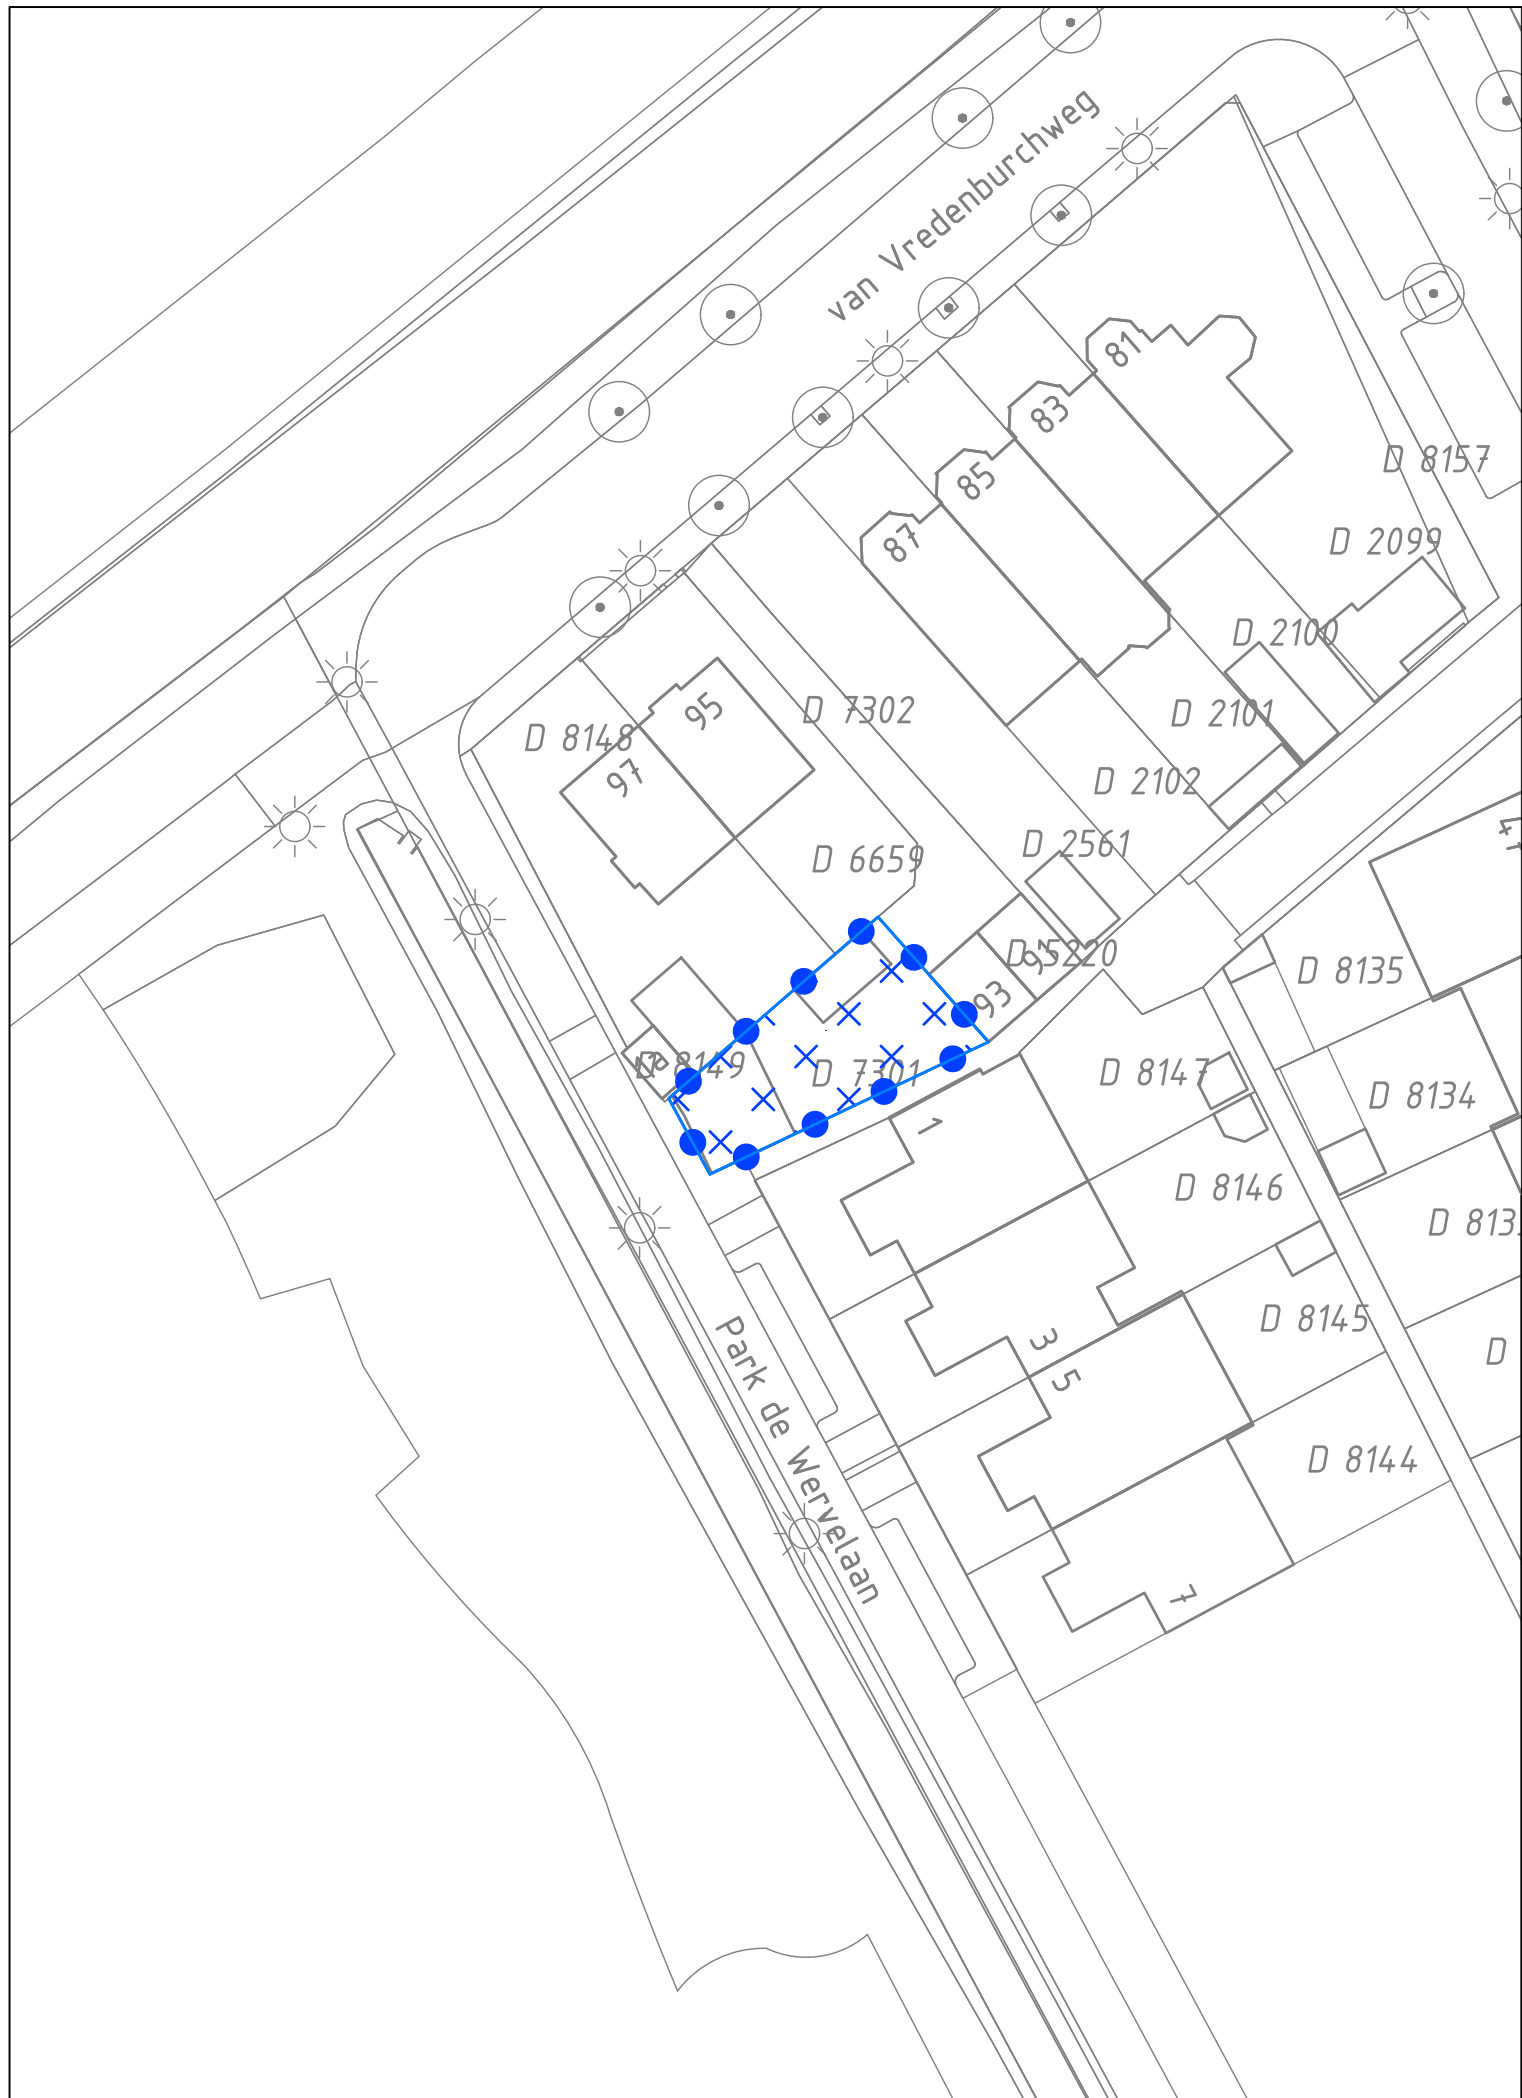 van Vredenburchweg
81
83
85
87
D 8157
D 2099
D 2100
D 2101
D 2102
D 2561
D 7302
95
97
D 8148
D 6659
D 5220
93
D 8149
D 7301
D 8135
D 8147
D 8134
1
D 8146
D 813
D 8145
D
3
5
D 8144
7
Park de Wervelaan